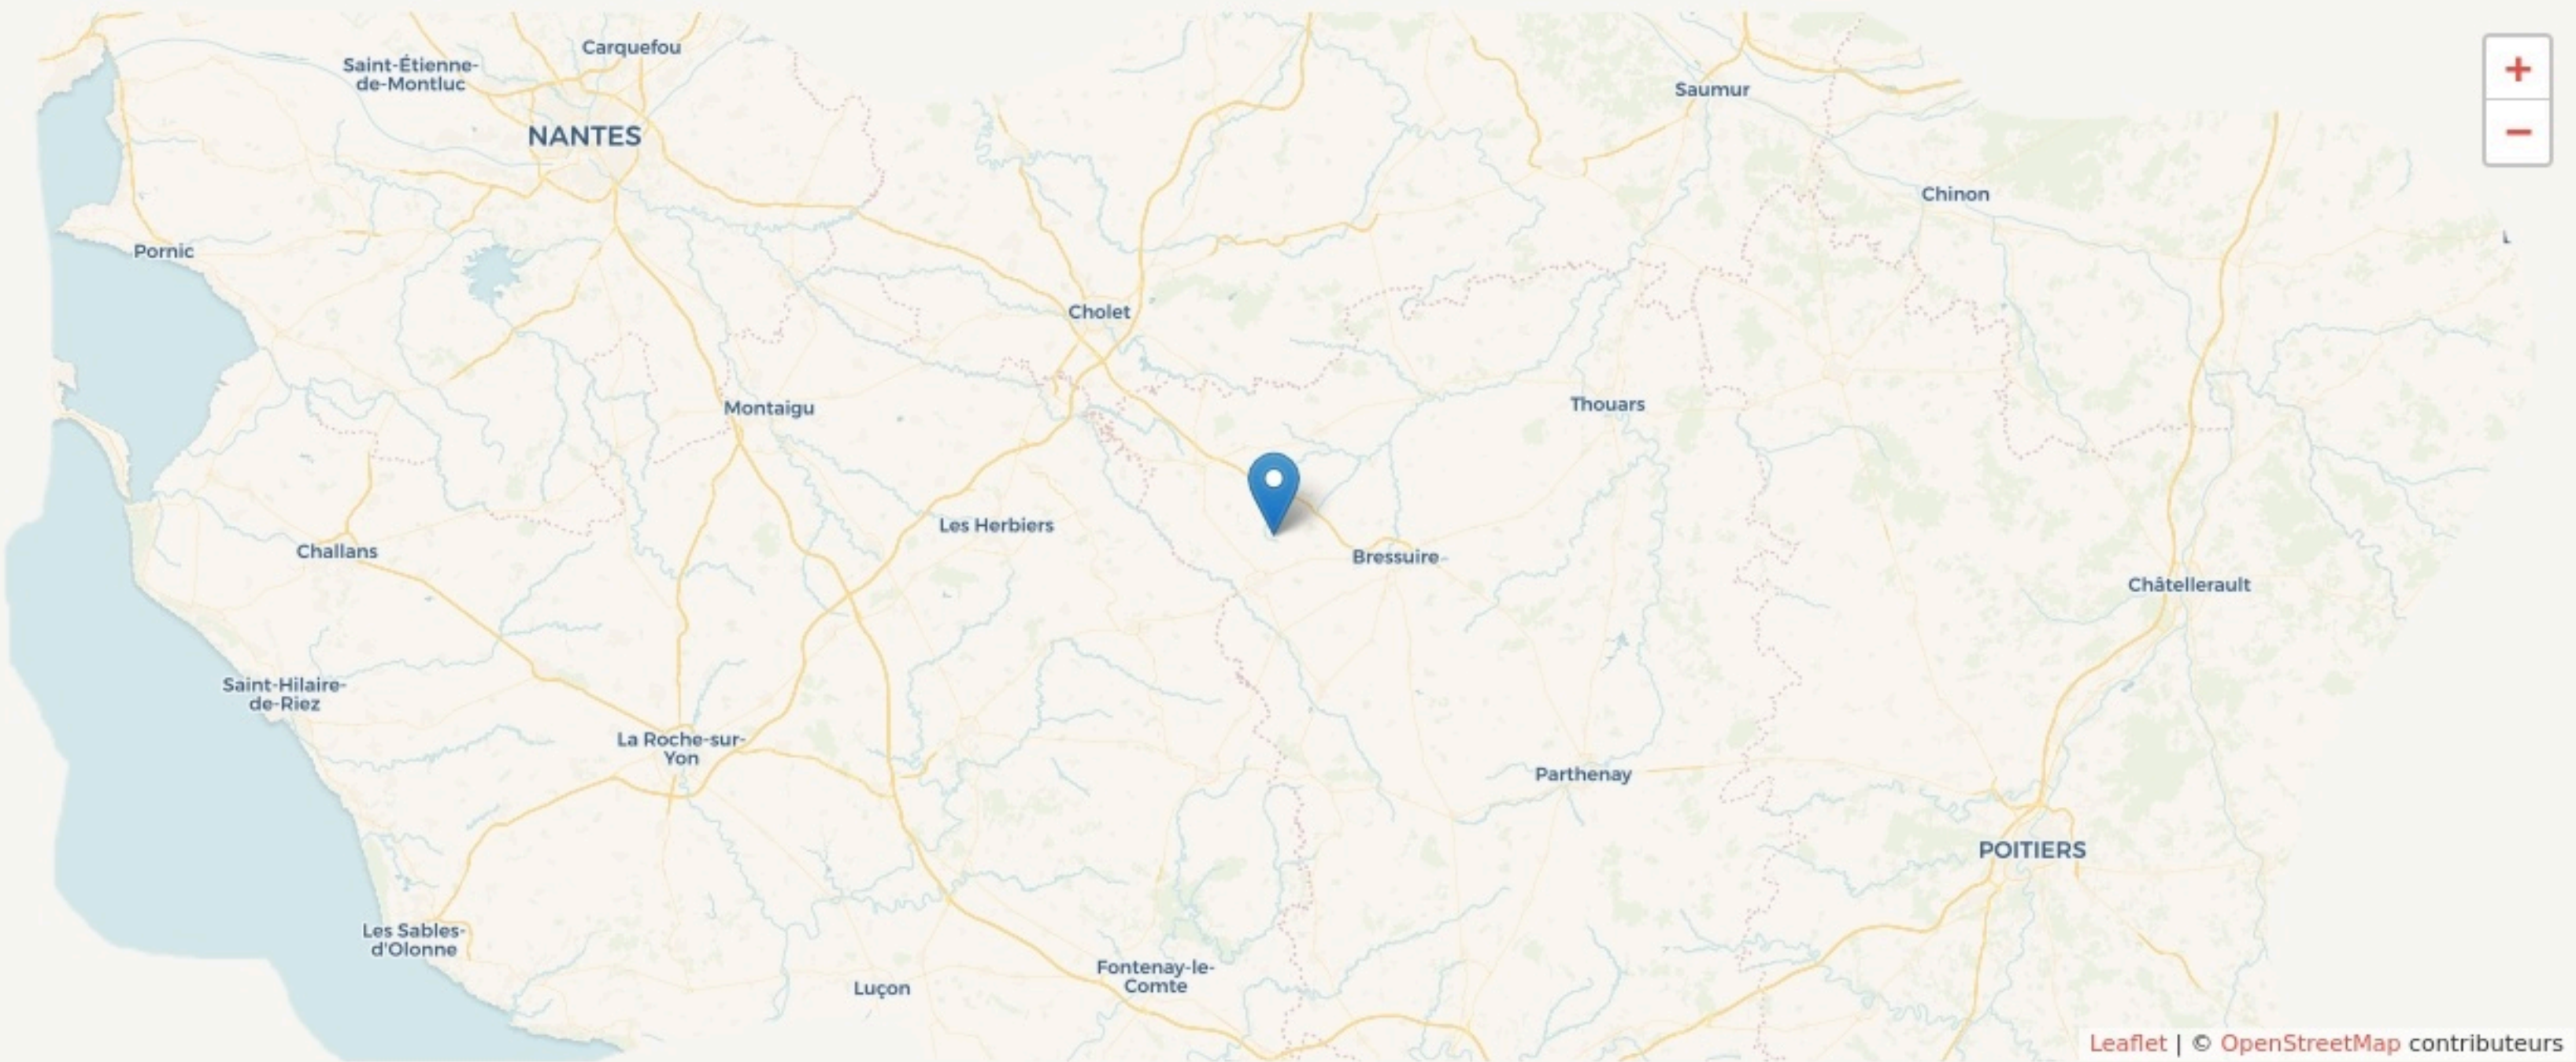 Carquefou
Saint-Étienne-
de-Montluc
Saumur
+
NANTES
−
Chinon
Pornic
Cholet
Montaigu
Thouars
Les Herbiers
Challans
Bressuire
Châtellerault
Saint-Hilaire-
de-Riez
La Roche-sur-
Yon
Parthenay
POITIERS
Les Sables-
d'Olonne
Fontenay-le-
Comte
Luçon
Leaflet | © OpenStreetMap contributeurs